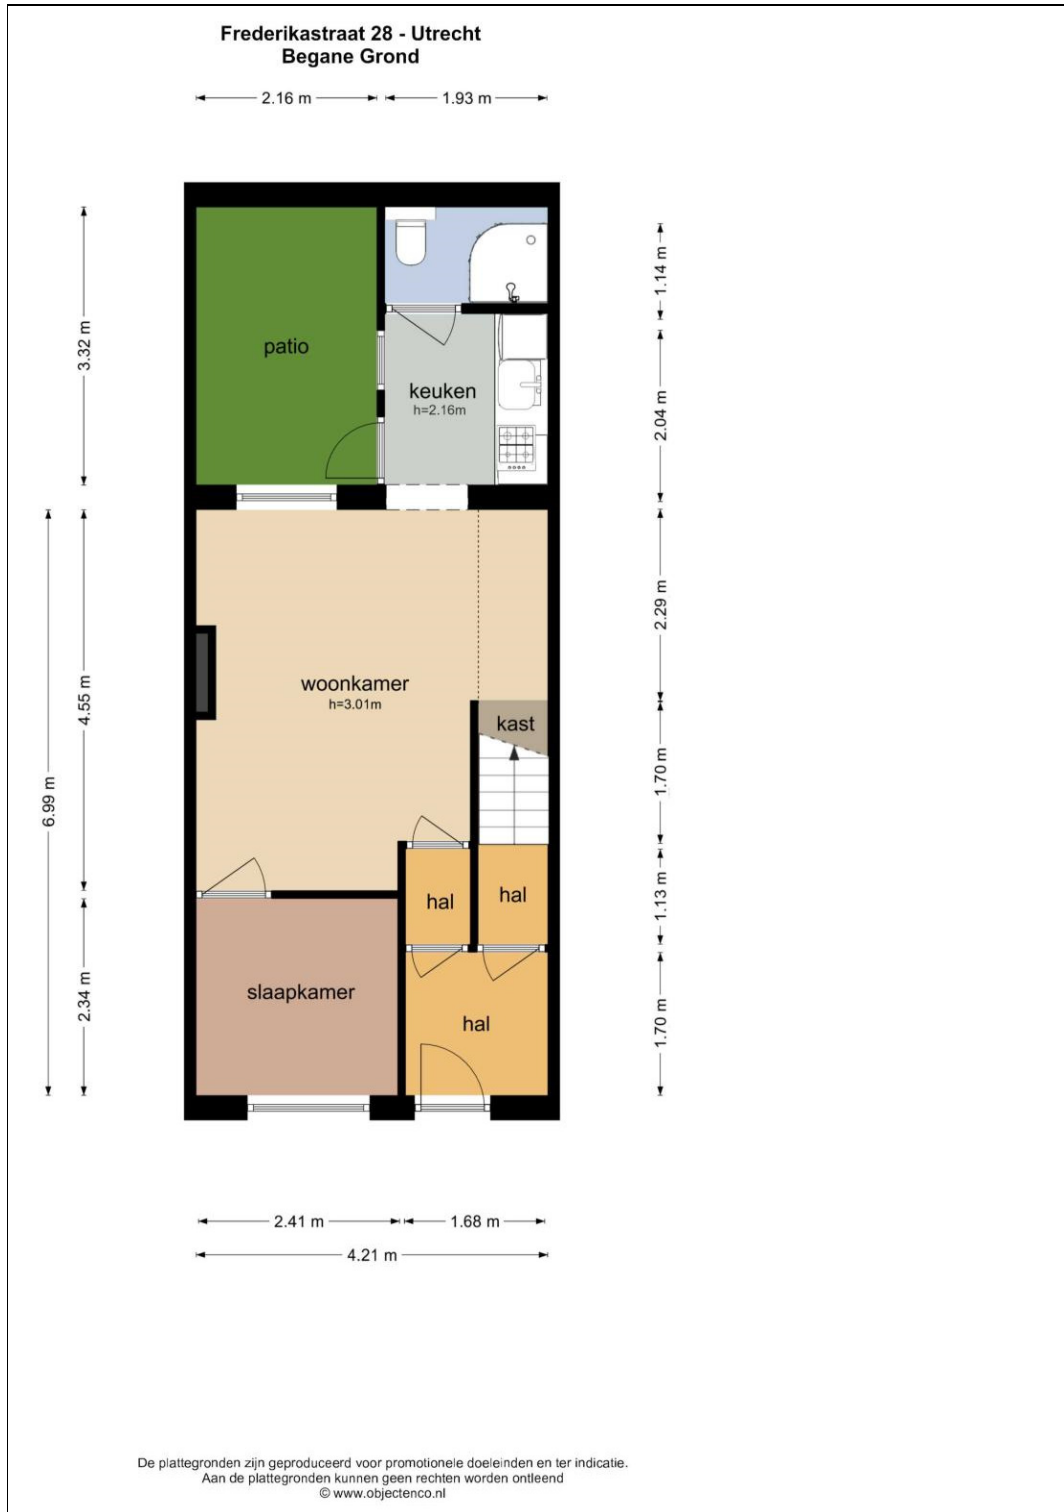 Frederikastraat 28 - Utrecht
Begane Grond
2.16 m
1.93 m
3.32 m
1.14 m
patio
keuken
h=2.16m
2.04 m
2.29 m
4.55 m
woonkamer
h=3.01m
kast
1.70 m
6.99 m
hal
hal
1.13 m
slaapkamer
2.34 m
hal
1.70 m
2.41 m
1.68 m
4.21 m
De plattegronden zijn geproduceerd voor promotionele doeleinden en ter indicatie.
Aan de plattegronden kunnen geen rechten worden ontleend
© www.objectenco.nl